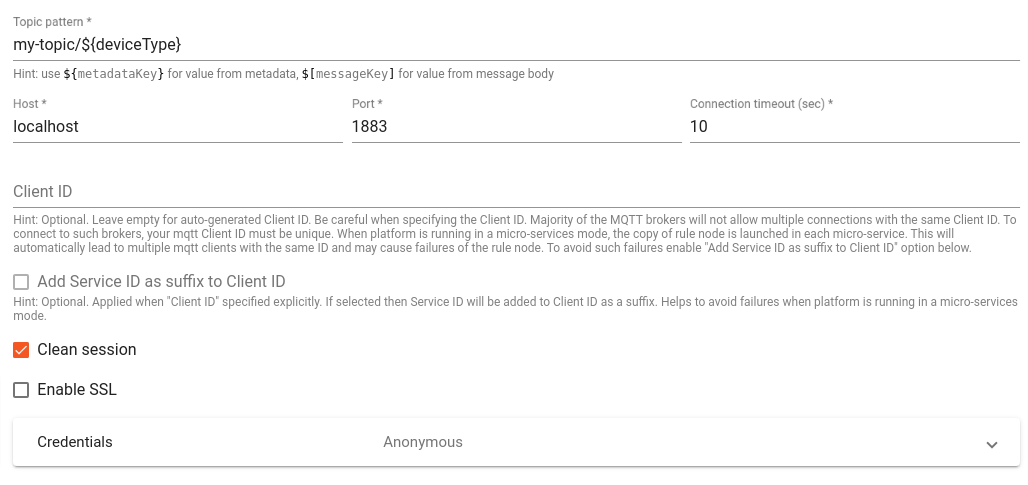 Topic pattern *
my-topic/${deviceType}
Hint: use ${metadataKey} for value from metadata, $[messageKey] for value from message body
Host *
Port *
Connection timeout (sec) *
localhost
1883
10
Client ID
Hint: Optional. Leave empty for auto-generated Client ID. Be careful when specifying the Client ID. Majority of the MQTT brokers will not allow multiple connections with the same Client ID. To
connect to such brokers, your mqtt Client ID must be unique. When platform is running in a micro-services mode, the copy of rule node is launched in each micro-service. This will
automatically lead to multiple mqtt clients with the same ID and may cause failures of the rule node. To avoid such failures enable "Add Service ID as suffix to Client ID" option below.
Add Service ID as suffix to Client ID
Hint: Optional. Applied when "Client ID" specified explicitly. If selected then Service ID will be added to Client ID as a suffix. Helps to avoid failures when platform is running in a micro-services
mode.
Clean session
Enable SSL
Credentials
Anonymous